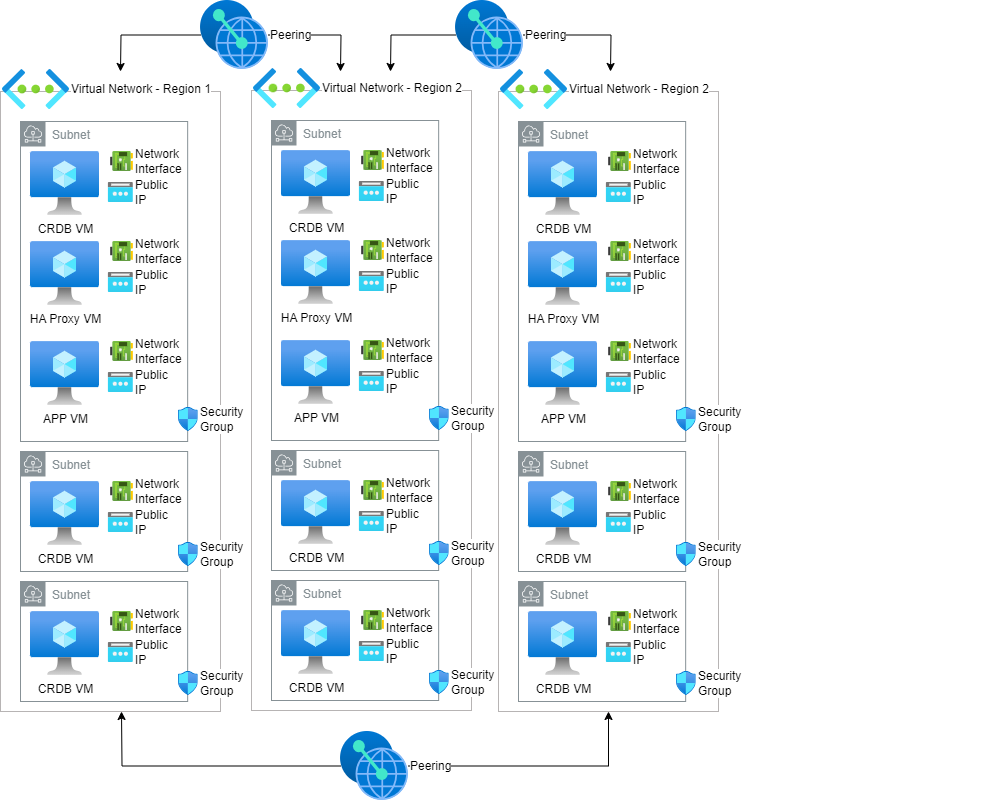 Peering
Peering
Virtual Network - Region 1
Virtual Network - Region 2
Virtual Network - Region 2
Subnet
Network
Interface
Public
IP
CRDB VM
Network
Interface
Public
IP
HA Proxy VM
Network
Interface
Public
IP
APP VM
Security
Group
Subnet
Network
Interface
Public
IP
CRDB VM
Security
Group
Subnet
Network
Interface
Public
IP
CRDB VM
Security
Group
Subnet
Network
Interface
Public
IP
CRDB VM
Network
Interface
Public
IP
HA Proxy VM
Network
Interface
Public
IP
APP VM
Security
Group
Subnet
Network
Interface
Public
IP
CRDB VM
Security
Group
Subnet
Network
Interface
Public
IP
CRDB VM
Security
Group
Subnet
Network
Interface
Public
IP
CRDB VM
Network
Interface
Public
IP
HA Proxy VM
Network
Interface
Public
IP
APP VM
Security
Group
Subnet
Network
Interface
Public
IP
CRDB VM
Security
Group
Subnet
Network
Interface
Public
IP
CRDB VM
Security
Group
Peering